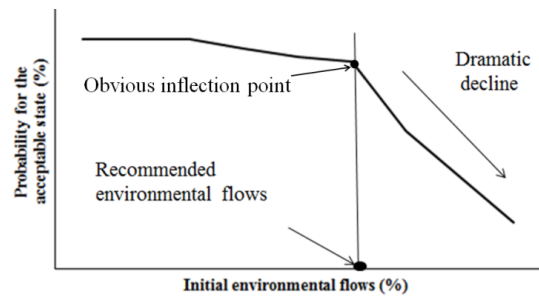 Probability for the
acceptable state (%)
Obvious inflection point
Dramatic
decline
Recommended
environmental flows
Initial environmental flows (%)